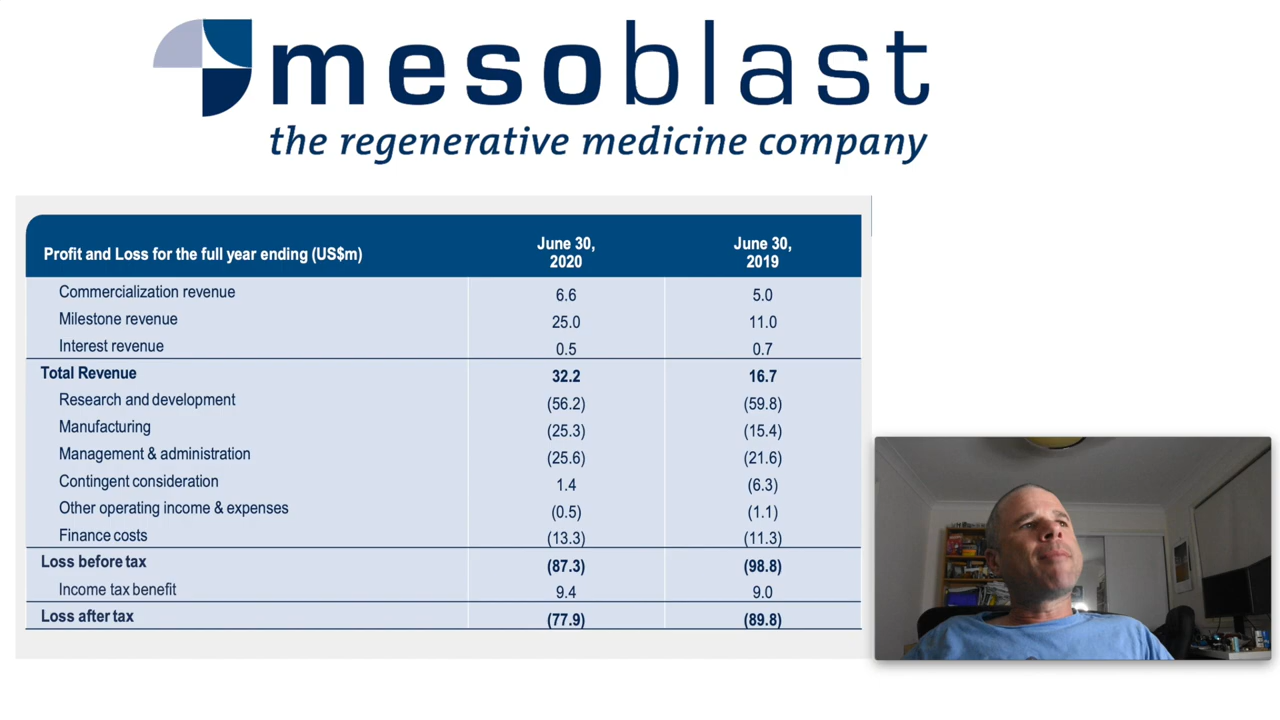 mesoblast
the regenerative medicine company
Profit and Loss for the full year ending (US$m) June 30, 2020 June 30, 2019
Commercialization revenue 6.6 5.0
Milestone revenue 25.0 11.0
Interest revenue 0.5 0.7
Total Revenue 32.2 16.7
Research and development (56.2) (59.8)
Manufacturing (25.3) (15.4)
Management & administration (25.6) (21.6)
Contingent consideration 1.4 (6.3)
Other operating income & expenses (0.5) (1.1)
Finance costs (13.3) (11.3)
Loss before tax (87.3) (98.8)
Income tax benefit 9.4 9.0
Loss after tax (77.9) (89.8)